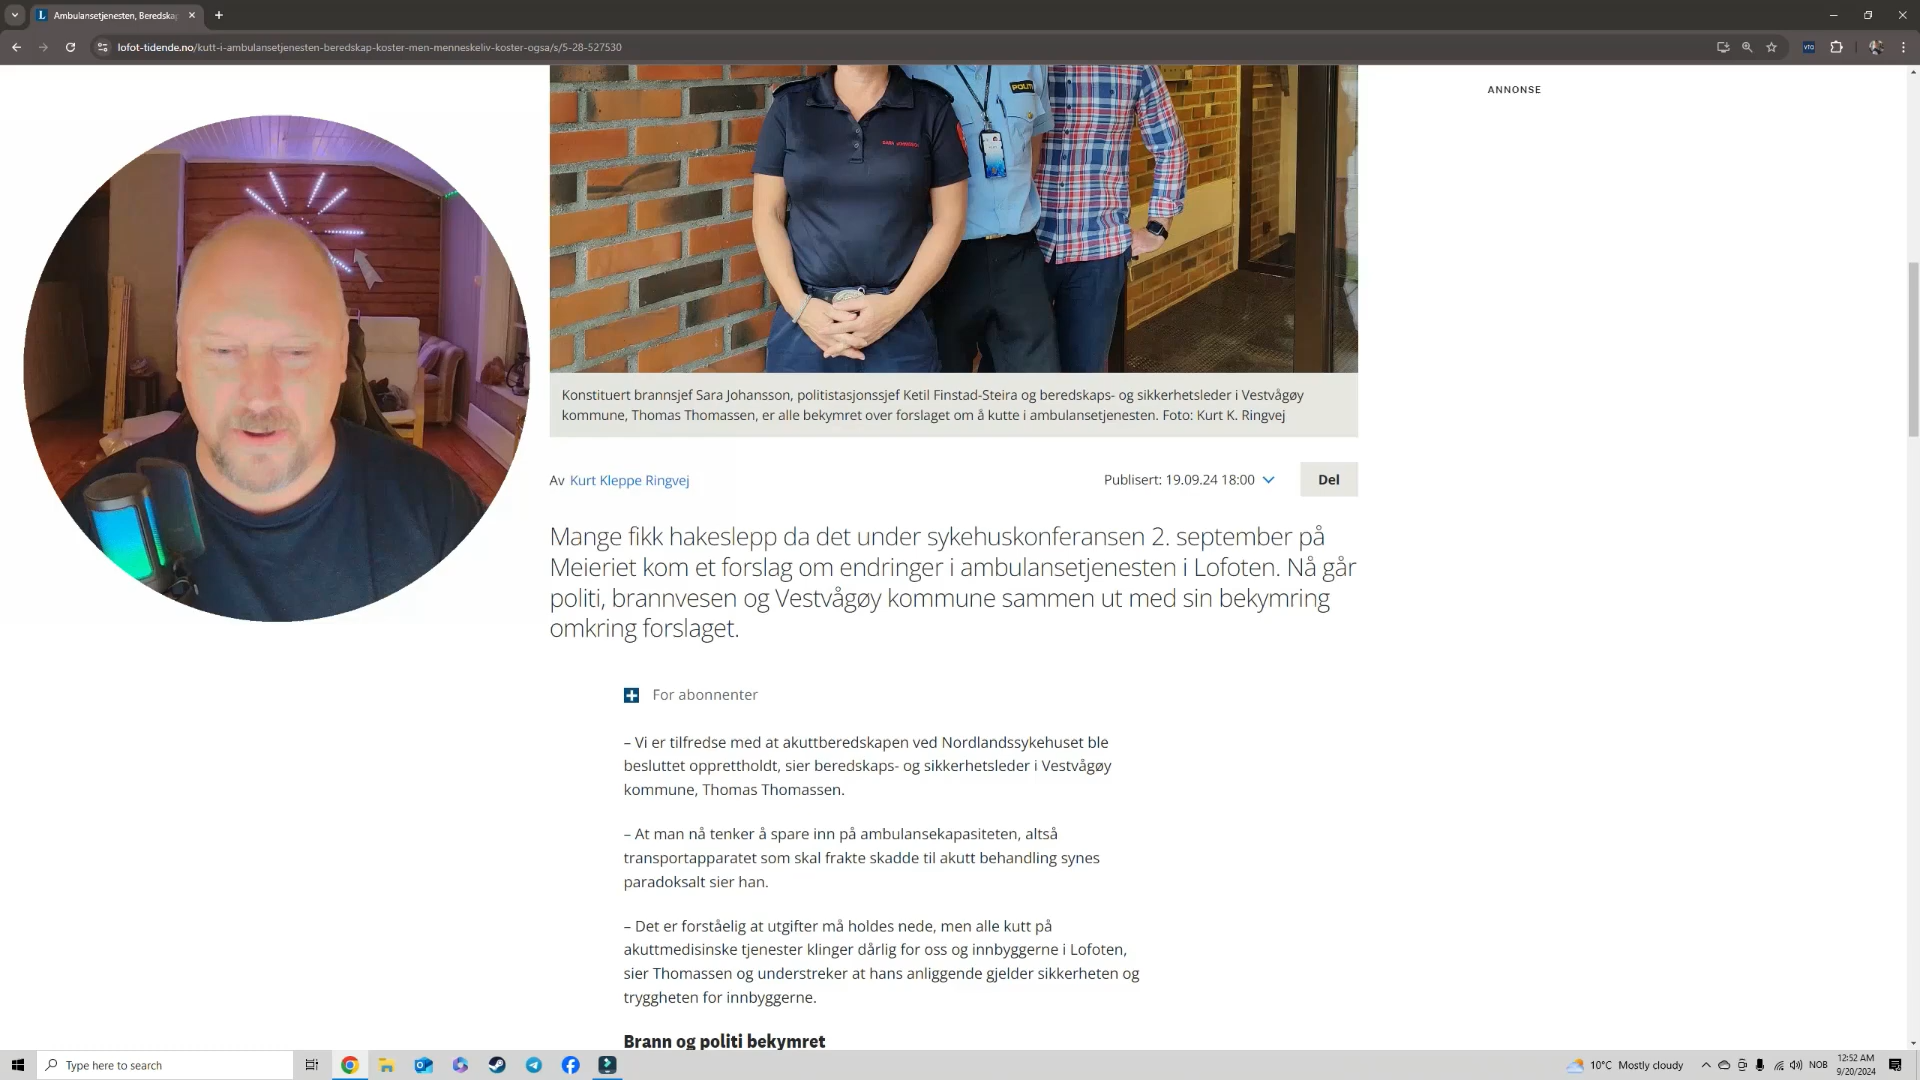 Ambulansetjenesten, Beredska
lofot-tidende.no/kutt-i-ambulansetjenesten-beredskap-koster-men-menneskeliv-koster-ogsa/s/5-28-527530
ANNONSE
POLITI
Konstituert brannsjef Sara Johansson, politistasjonssjef Ketil Finstad-Steira og beredskaps- og sikkerhetsleder i Vestvågøy
kommune, Thomas Thomassen, er alle bekymret over forslaget om å kutte i ambulansetjenesten. Foto: Kurt K. Ringvej
Av Kurt Kleppe Ringvej
Publisert: 19.09.24 18:00
Del
Mange fikk hakeslepp da det under sykehuskonferansen 2. september på
Meieriet kom et forslag om endringer i ambulansetjenesten i Lofoten. Nå går
politi, brannvesen og Vestvågøy kommune sammen ut med sin bekymring
omkring forslaget.
For abonnenter
– Vi er tilfredse med at akuttberedskapen ved Nordlandssykehuset ble
besluttet opprettholdt, sier beredskaps- og sikkerhetsleder i Vestvågøy
kommune, Thomas Thomassen.
– At man nå tenker å spare inn på ambulansekapasiteten, altså
transportapparatet som skal frakte skadde til akutt behandling synes
paradoksalt sier han.
– Det er forståelig at utgifter må holdes nede, men alle kutt på
akuttmedisinske tjenester klinger dårlig for oss og innbyggerne i Lofoten,
sier Thomassen og understreker at hans anliggende gjelder sikkerheten og
tryggheten for innbyggerne.
Brann og politi bekymret
Type here to search
10°C Mostly cloudy
NOB
12:52 AM
9/20/2024